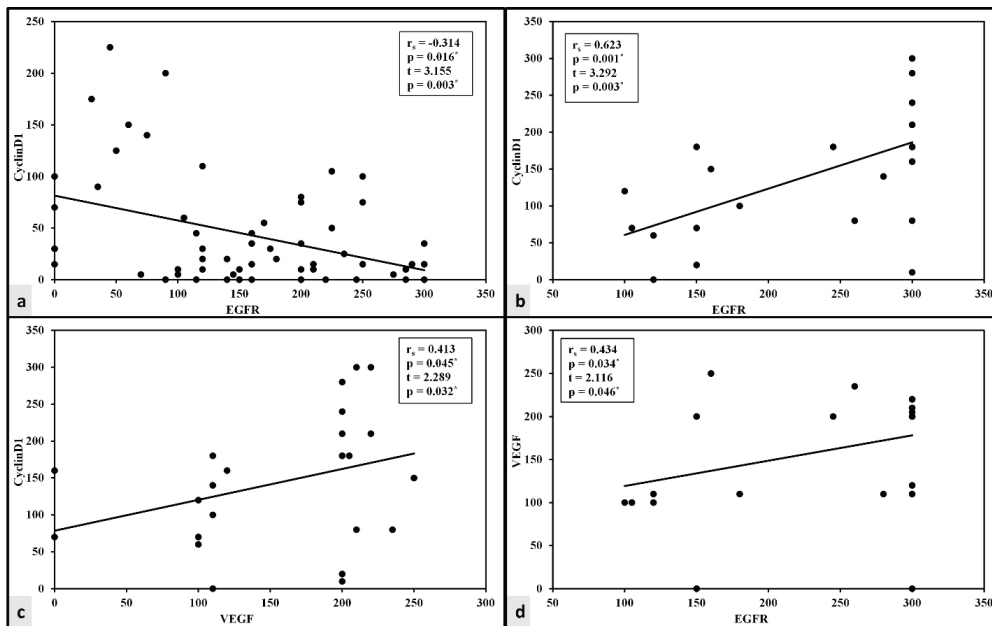 250
200
150
100
50
0
CyclinD1
r_s = -0.314
p = 0.016*
t = 3.155
p = 0.003*
0 50 100 150 200 250 300 350
EGFR
a
350
300
250
200
150
100
50
0
CyclinD1
r_s = 0.623
p = 0.001*
t = 3.292
p = 0.003*
50 100 150 200 250 300 350
EGFR
b
350
300
250
200
150
100
50
0
CyclinD1
r_s = 0.413
p = 0.045*
t = 2.289
p = 0.032*
0 50 100 150 200 250 300
VEGF
c
300
250
200
150
100
50
0
VEGF
r_s = 0.434
p = 0.034*
t = 2.116
p = 0.046*
50 100 150 200 250 300 350
EGFR
d